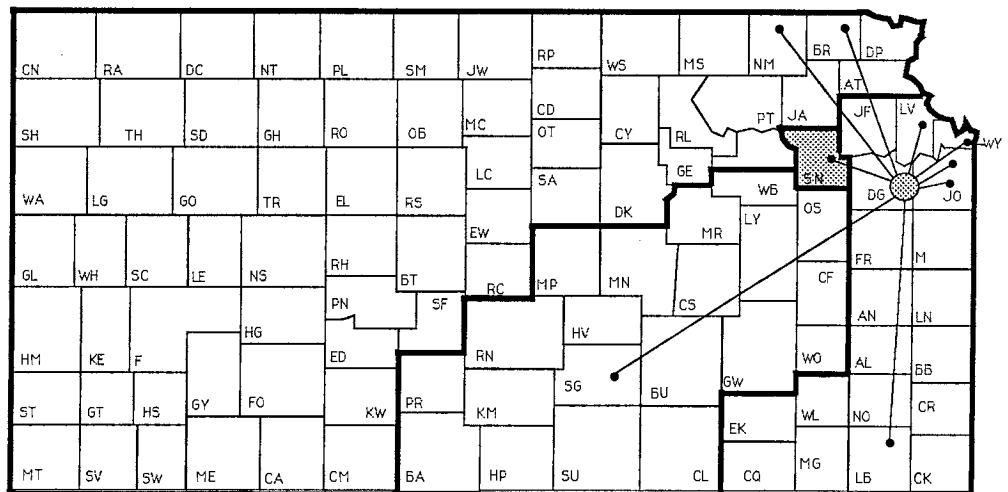 CN RA DC NT PL SM JW RP WS MS NM BR DP
AT
SH TH SD GH RO OB MC CD CY RL PT JA JF LV
OT
WY
LC SA GE SN
WA LG GO TR EL RS DK WB DG JO
LY OS
EW MR
GL WH SC LE NS RH BT RC MP MN CS CF FR M
PN SF
HM KE F HG ED RN HV WO AN LN
AL BB
ST GT HS GY FO KW PR KM SG BU GW WL NO CR
EK
MT SV SW ME CA CM BA HP SU CL CQ MG LB CK